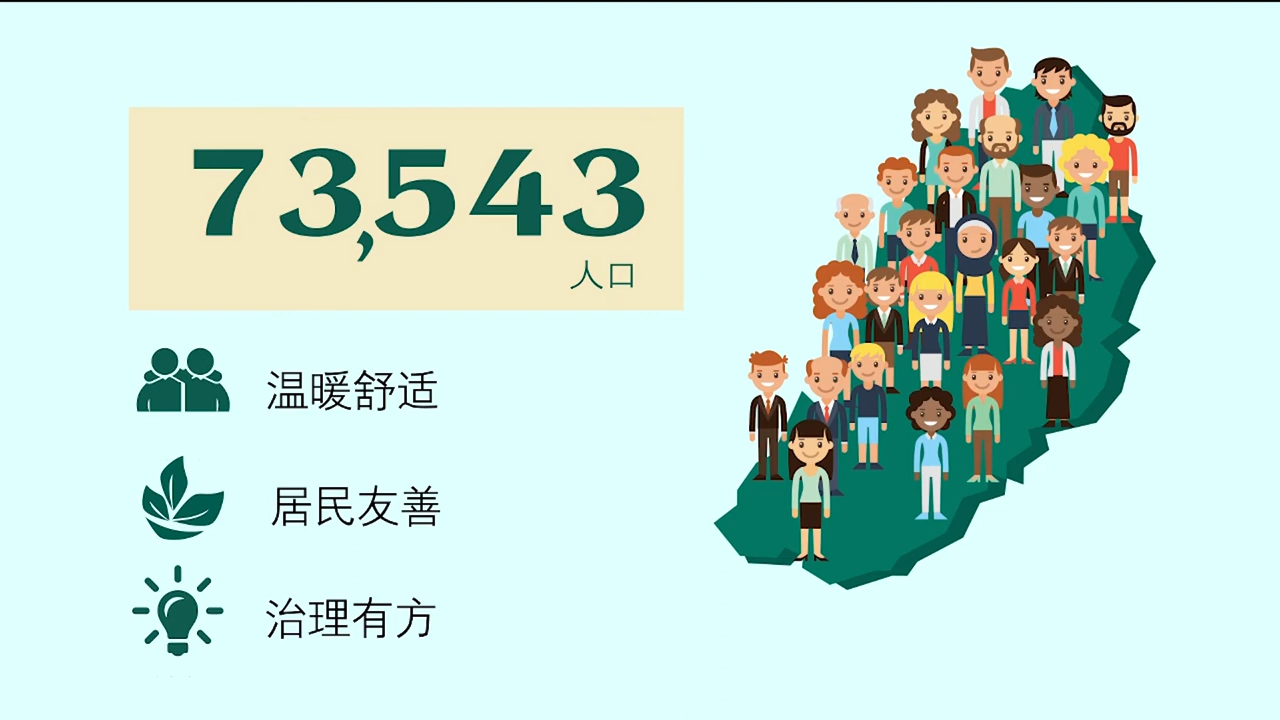 73,543
人口
温暖舒适
居民友善
治理有方